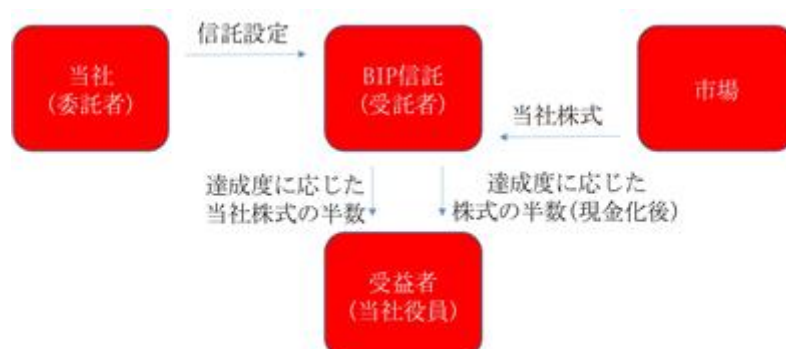 信託設定
当社
(委託者)
BIP信託
(受託者)
市場
当社株式
達成度に応じた
当社株式の半数
達成度に応じた
株式の半数(現金化後)
受益者
(当社役員)